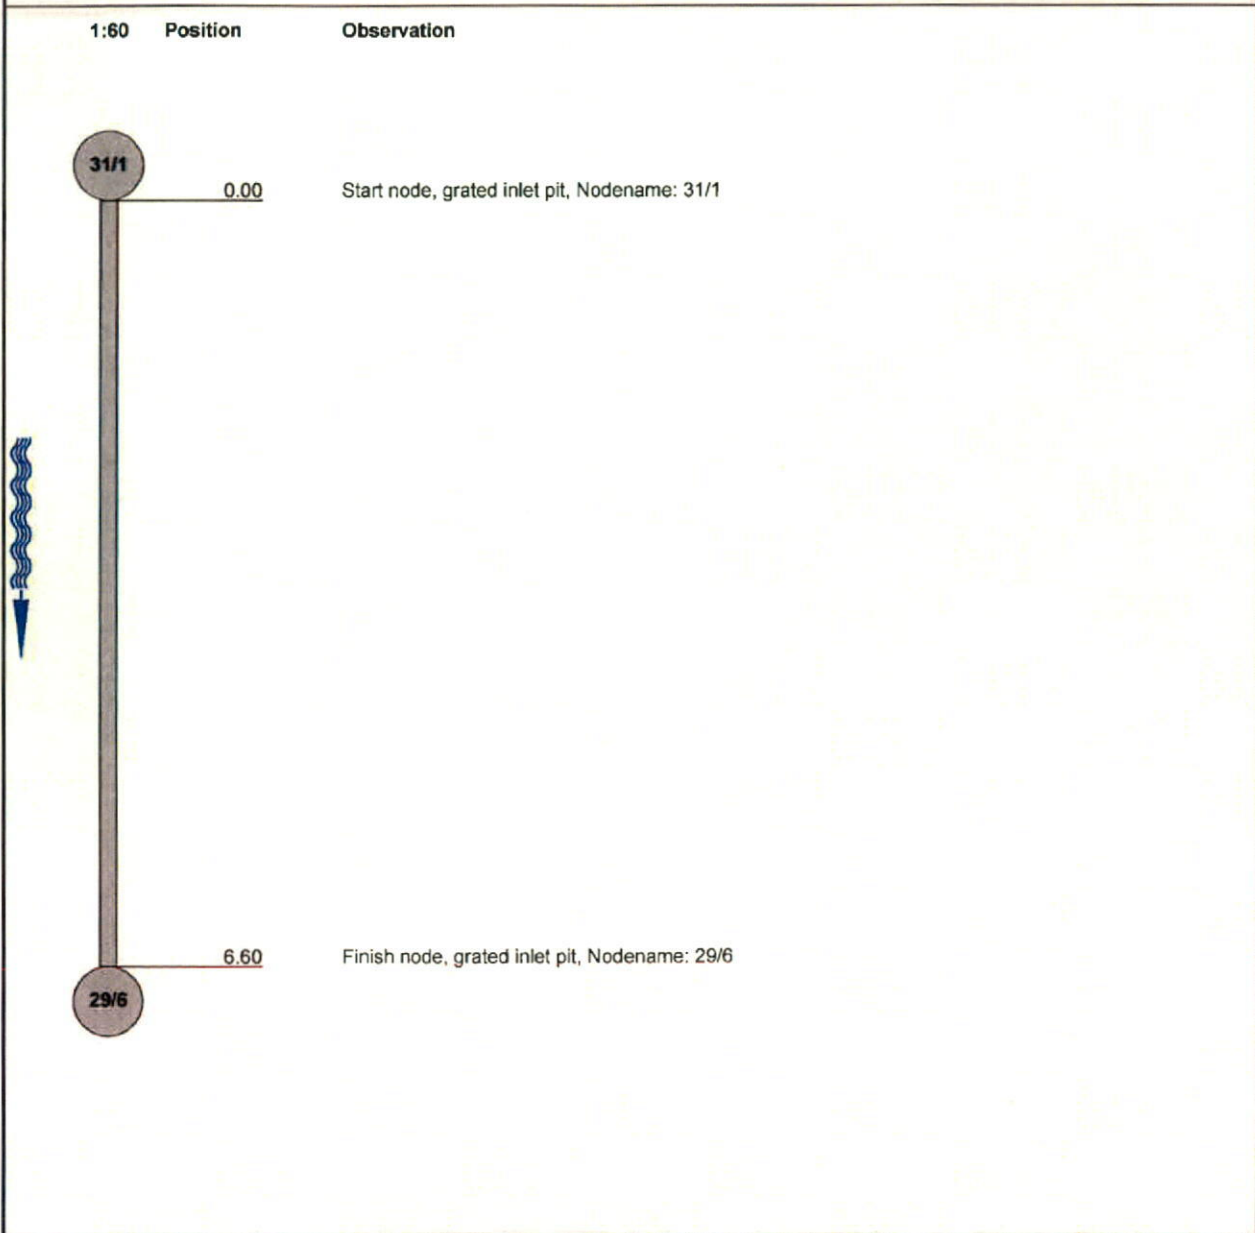 1:60 Position Observation
31/1
0.00 Start node, grated inlet pit, Nodename: 31/1
6.60 Finish node, grated inlet pit, Nodename: 29/6
29/6